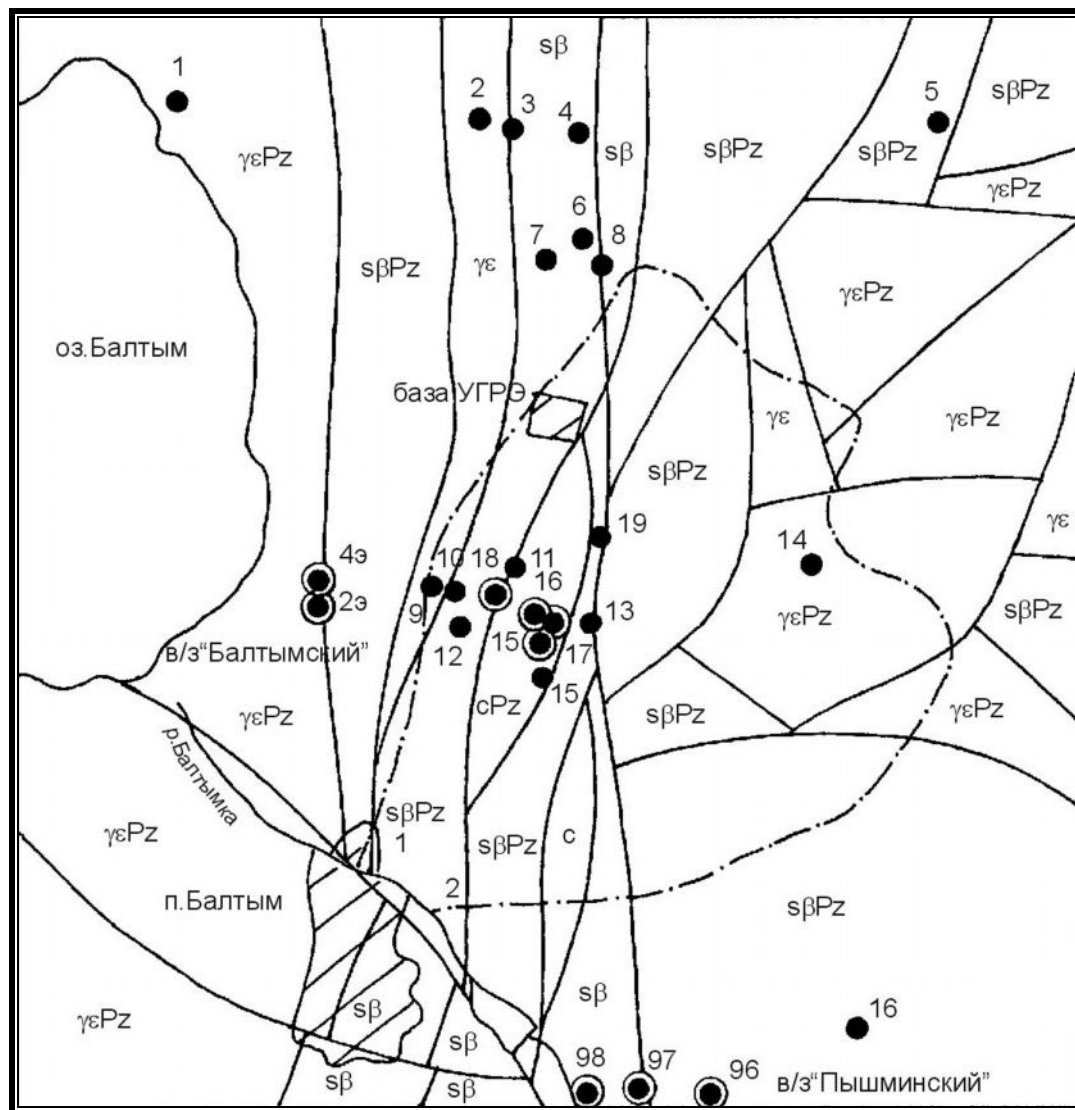 1
sβ
2
3
4
5
sβPz
γεPz
sβ
sβPz
sβPz
γεPz
6
7
8
sβPz
γε
γεPz
оз.Балтым
база УГРЭ
γε
γεPz
sβPz
19
γε
4э
10
18
11
16
14
2э
9
13
γεPz
sβPz
в/з"Балтымский"
12
15
17
15
cPz
γεPz
sβPz
γεPz
р.Балтымка
sβPz
1
sβPz
c
γεPz
п.Балтым
2
sβPz
sβ
γεPz
sβ
16
sβ
98
97
96
sβ
sβ
в/з"Пышминский"